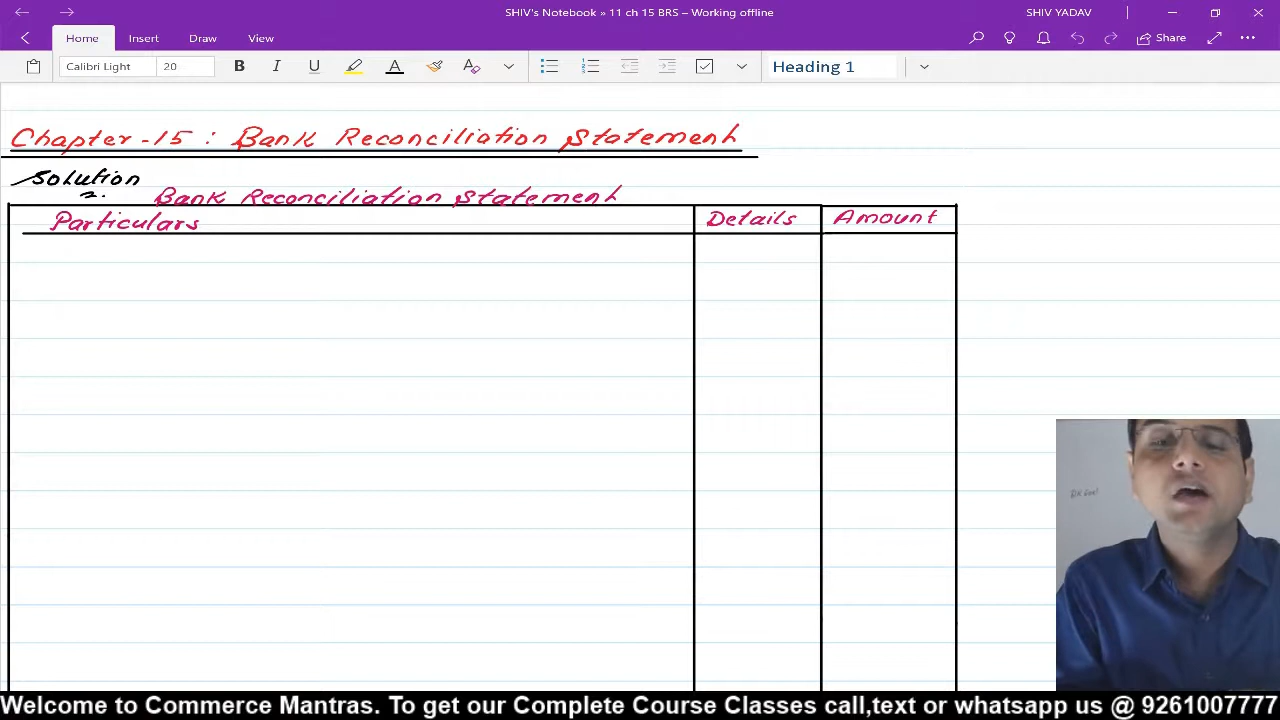 SHIV's Notebook » 11 ch 15 BRS – Working offline
SHIV YADAV
Home Insert Draw View
Share
Calibri Light 20 B I U A Heading 1
Chapter-15 : Bank Reconciliation Statement
Solution
Bank Reconciliation Statement
Particulars Details Amount
Welcome to Commerce Mantras. To get our Complete Course Classes call,text or whatsapp us @ 9261007777